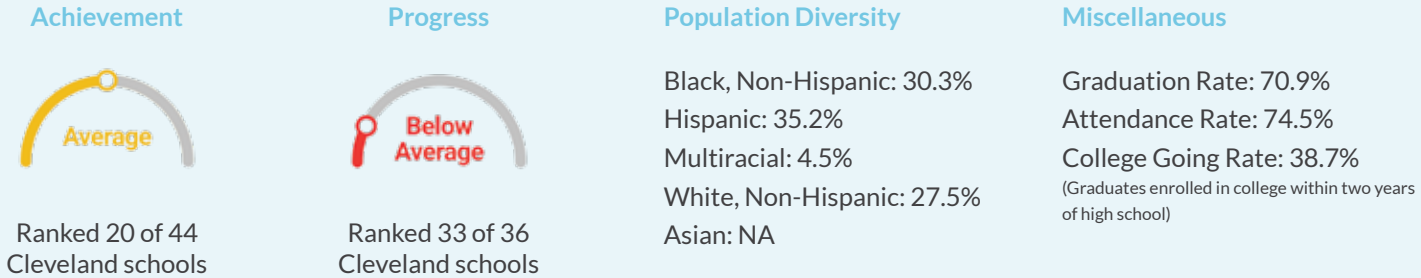 Achievement
Average
Ranked 20 of 44
Cleveland schools
Progress
Below
Average
Ranked 33 of 36
Cleveland schools
Population Diversity
Black, Non-Hispanic: 30.3%
Hispanic: 35.2%
Multiracial: 4.5%
White, Non-Hispanic: 27.5%
Asian: NA
Miscellaneous
Graduation Rate: 70.9%
Attendance Rate: 74.5%
College Going Rate: 38.7%
(Graduates enrolled in college within two years
of high school)